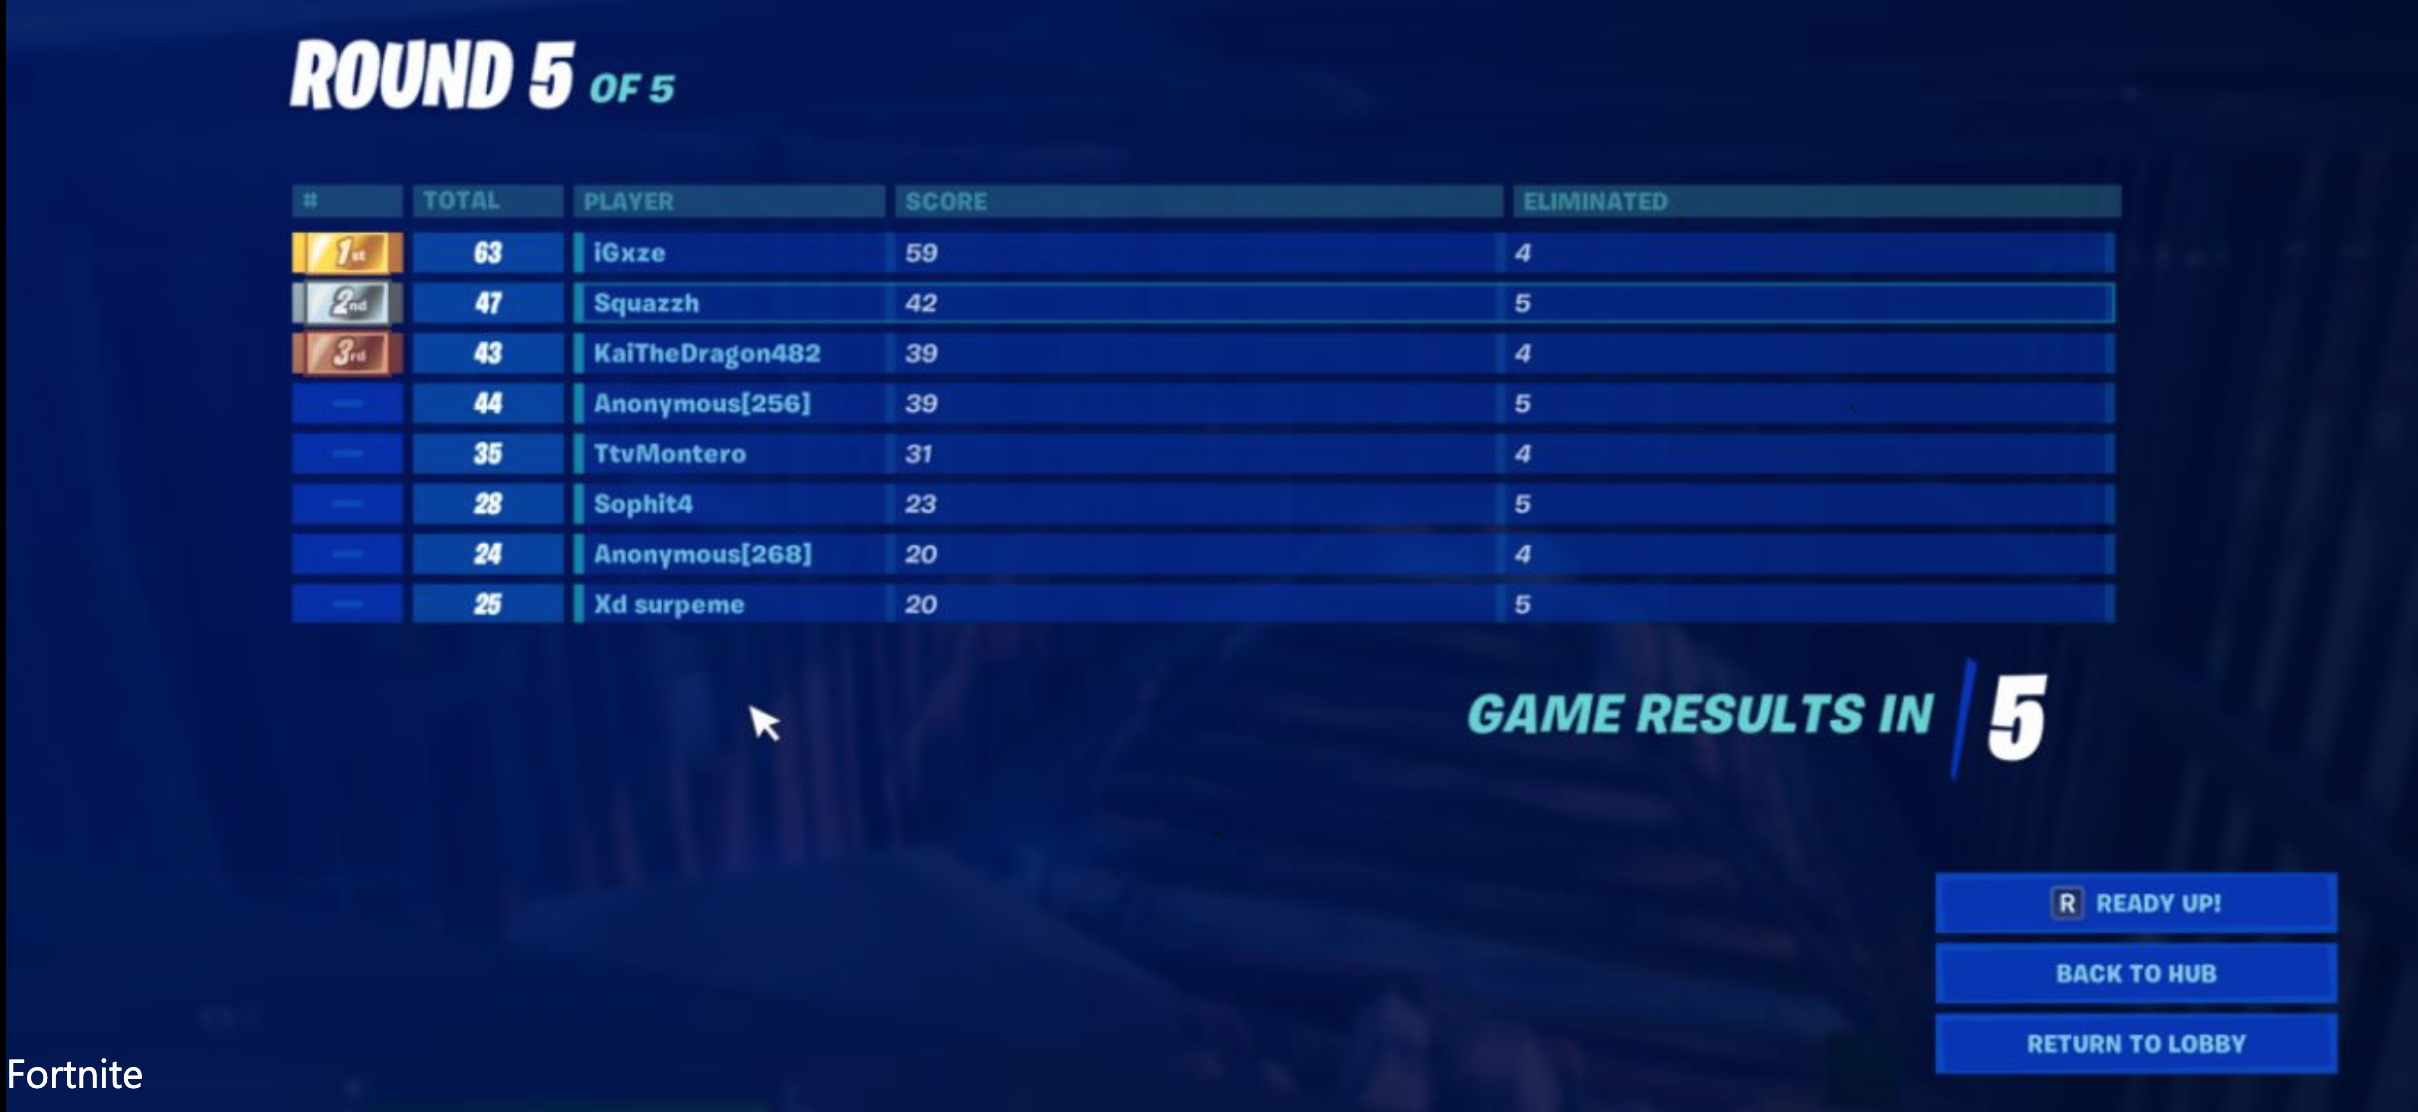 ROUND 5 OF 5
# TOTAL PLAYER SCORE ELIMINATED
1st 63 iGxze 59 4
2nd 47 Squazzh 42 5
3rd 43 KaiTheDragon482 39 4
— 44 Anonymous[256] 39 5
— 35 TtvMontero 31 4
— 28 Sophit4 23 5
— 24 Anonymous[268] 20 4
— 25 Xd surpeme 20 5
GAME RESULTS IN 5
R READY UP!
BACK TO HUB
RETURN TO LOBBY
Fortnite